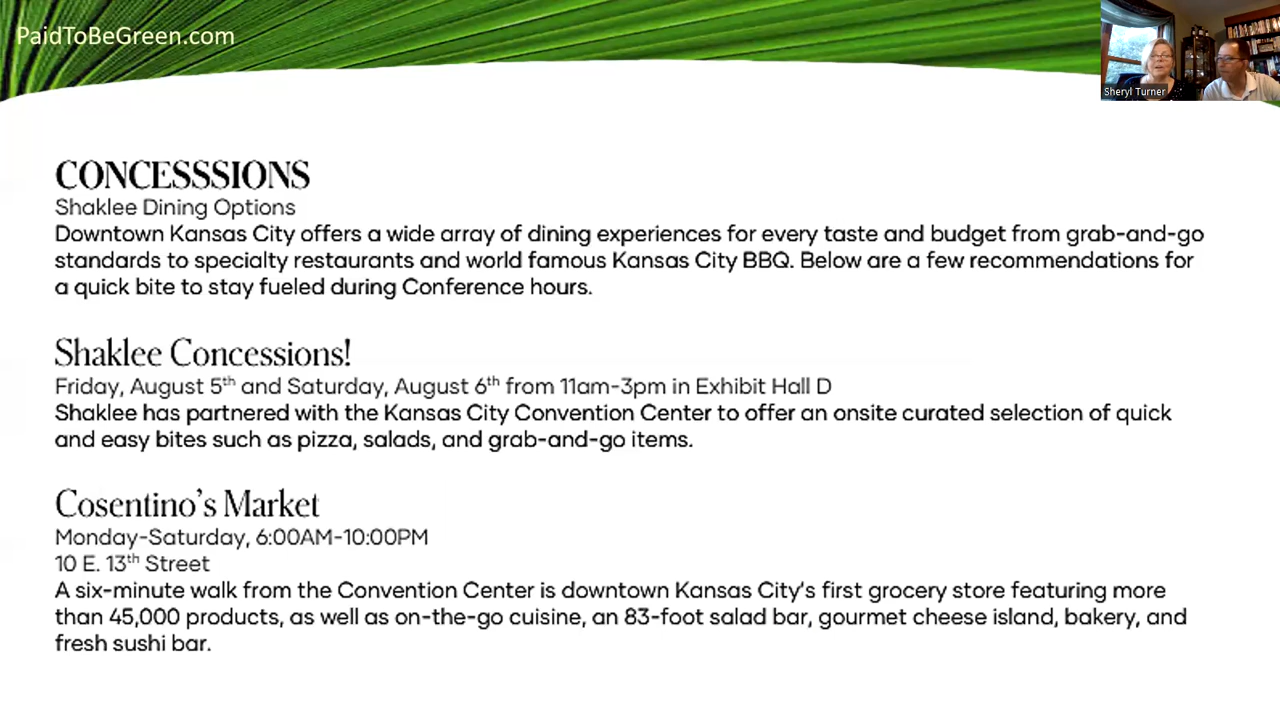 PaidToBeGreen.com
Sheryl Turner
CONCESSSIONS
Shaklee Dining Options
Downtown Kansas City offers a wide array of dining experiences for every taste and budget from grab-and-go
standards to specialty restaurants and world famous Kansas City BBQ. Below are a few recommendations for
a quick bite to stay fueled during Conference hours.
Shaklee Concessions!
Friday, August 5th and Saturday, August 6th from 11am-3pm in Exhibit Hall D
Shaklee has partnered with the Kansas City Convention Center to offer an onsite curated selection of quick
and easy bites such as pizza, salads, and grab-and-go items.
Cosentino's Market
Monday-Saturday, 6:00AM-10:00PM
10 E. 13th Street
A six-minute walk from the Convention Center is downtown Kansas City's first grocery store featuring more
than 45,000 products, as well as on-the-go cuisine, an 83-foot salad bar, gourmet cheese island, bakery, and
fresh sushi bar.